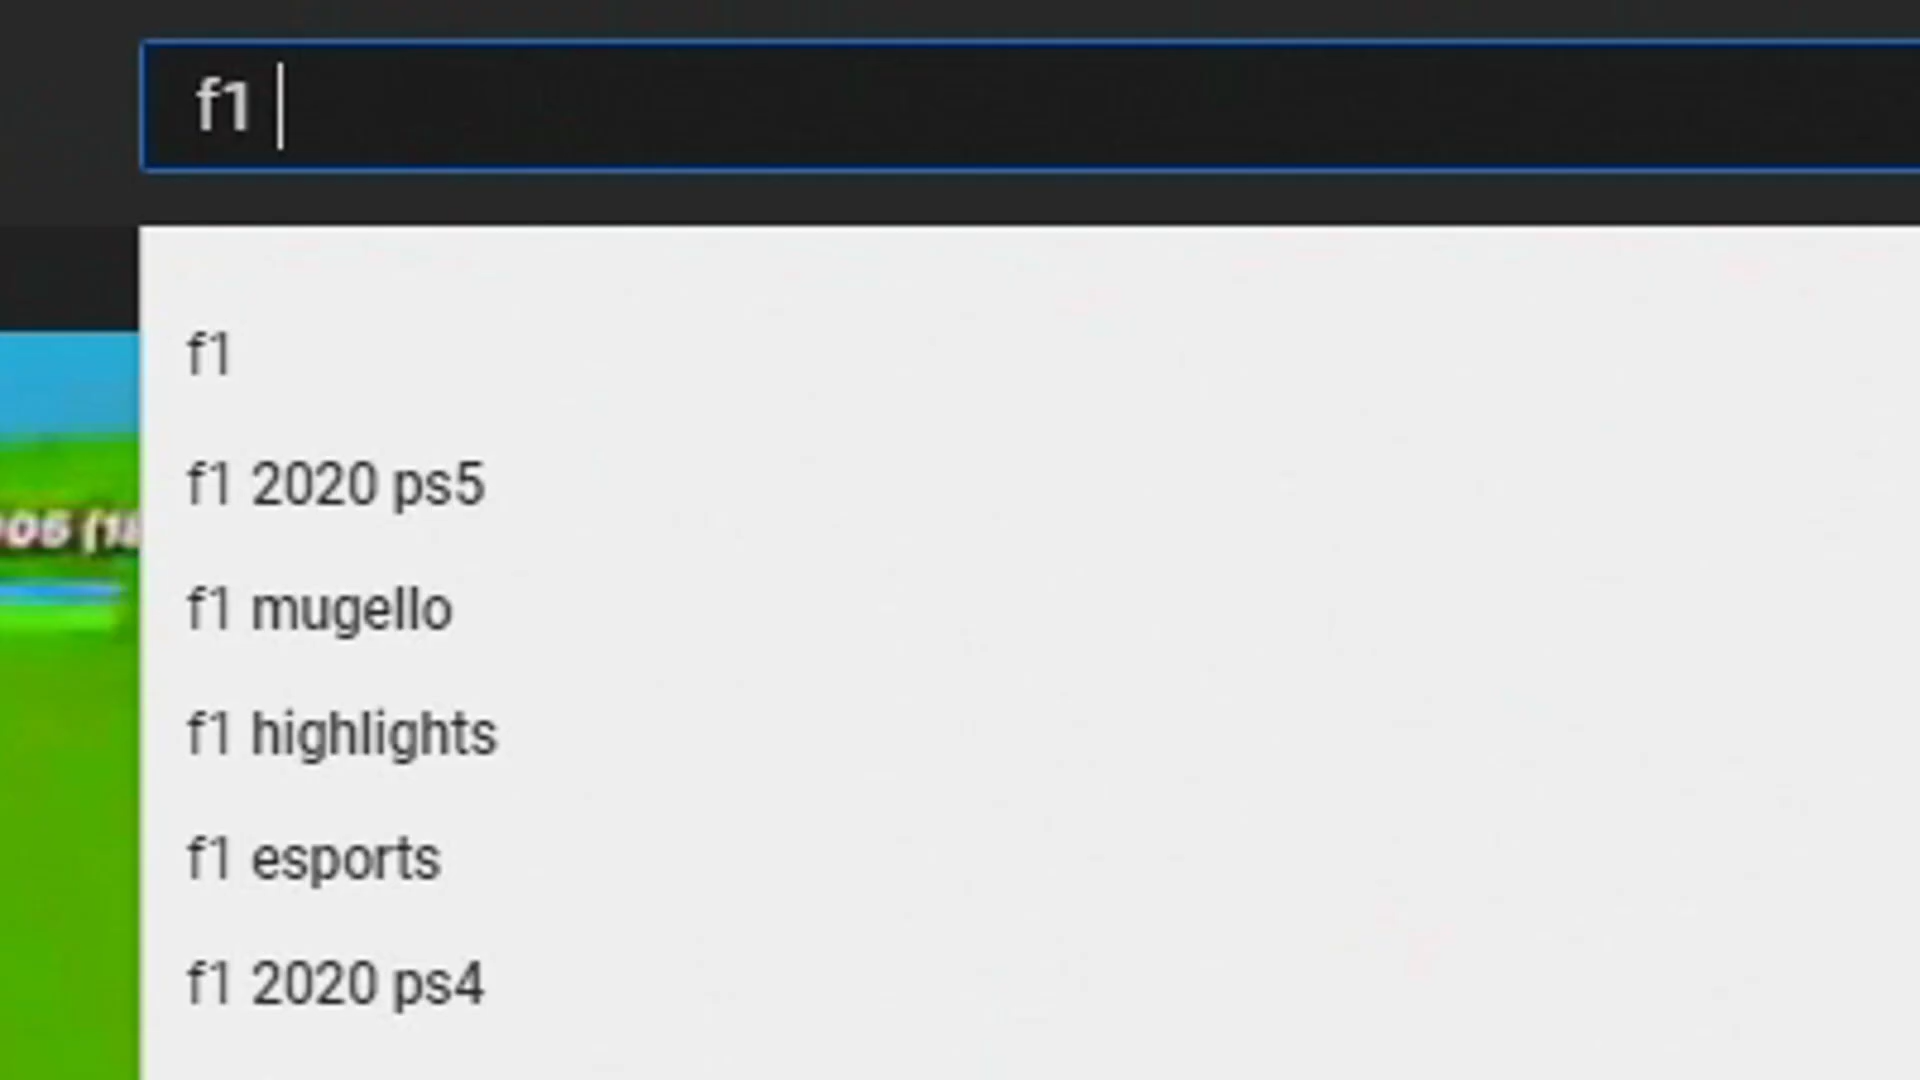 f1
f1
f1 2020 ps5
f1 mugello
f1 highlights
f1 esports
f1 2020 ps4